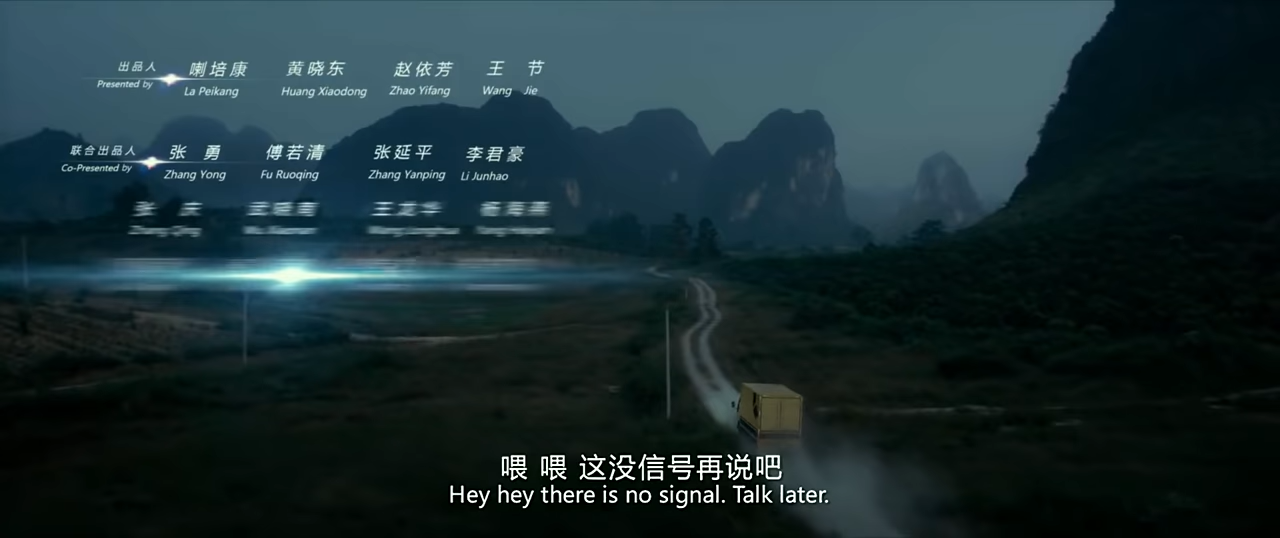 出品人 喇培康 黄晓东 赵依芳 王 节
Presented by La Peikang Huang Xiaodong Zhao Yifang Wang Jie
联合出品人 张 勇 傅若清 张延平 李君豪
Co-Presented by Zhang Yong Fu Ruoqing Zhang Yanping Li Junhao
喂 喂 这没信号再说吧
Hey hey there is no signal. Talk later.